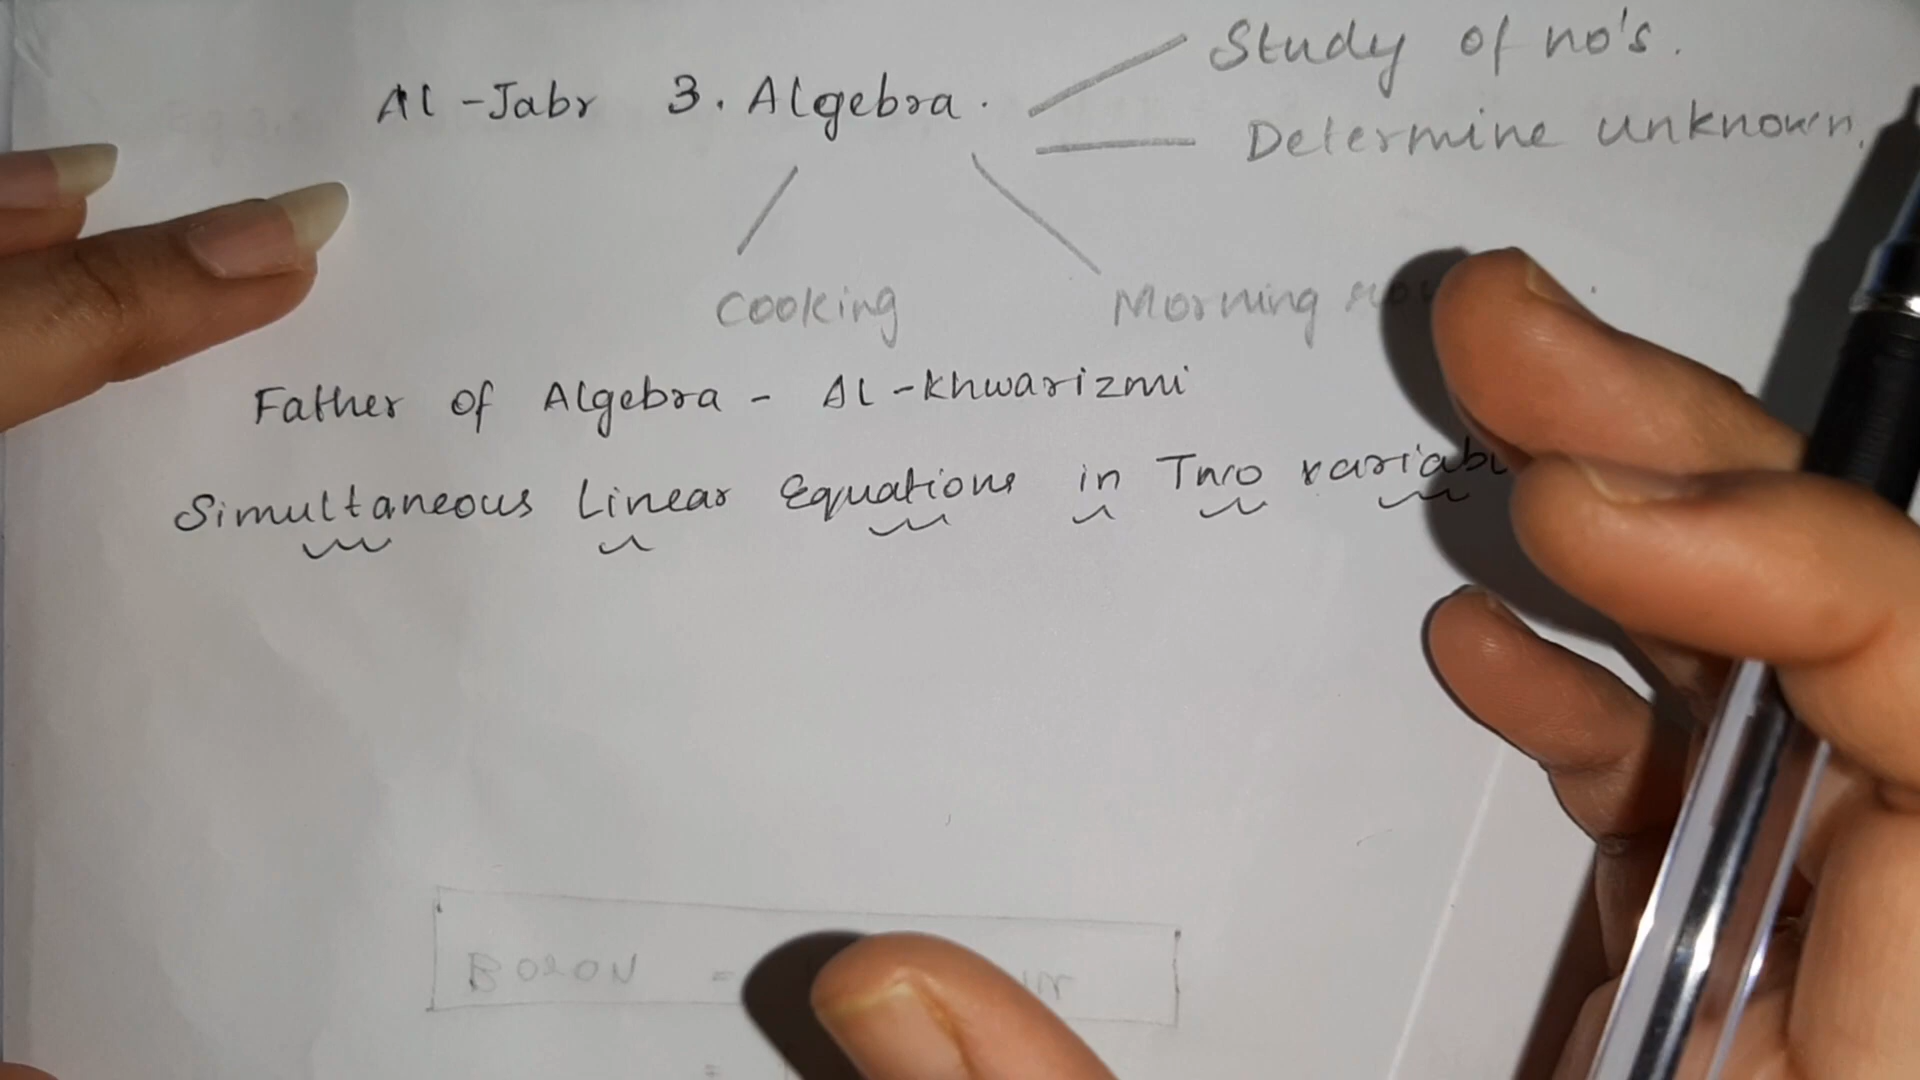 Study of no's.
Al-Jabr 3. Algebra.
Determine unknown.
Cooking Morning
Father of Algebra - Al-Khwarizmi
Simultaneous Linear Equations in Two
=
=